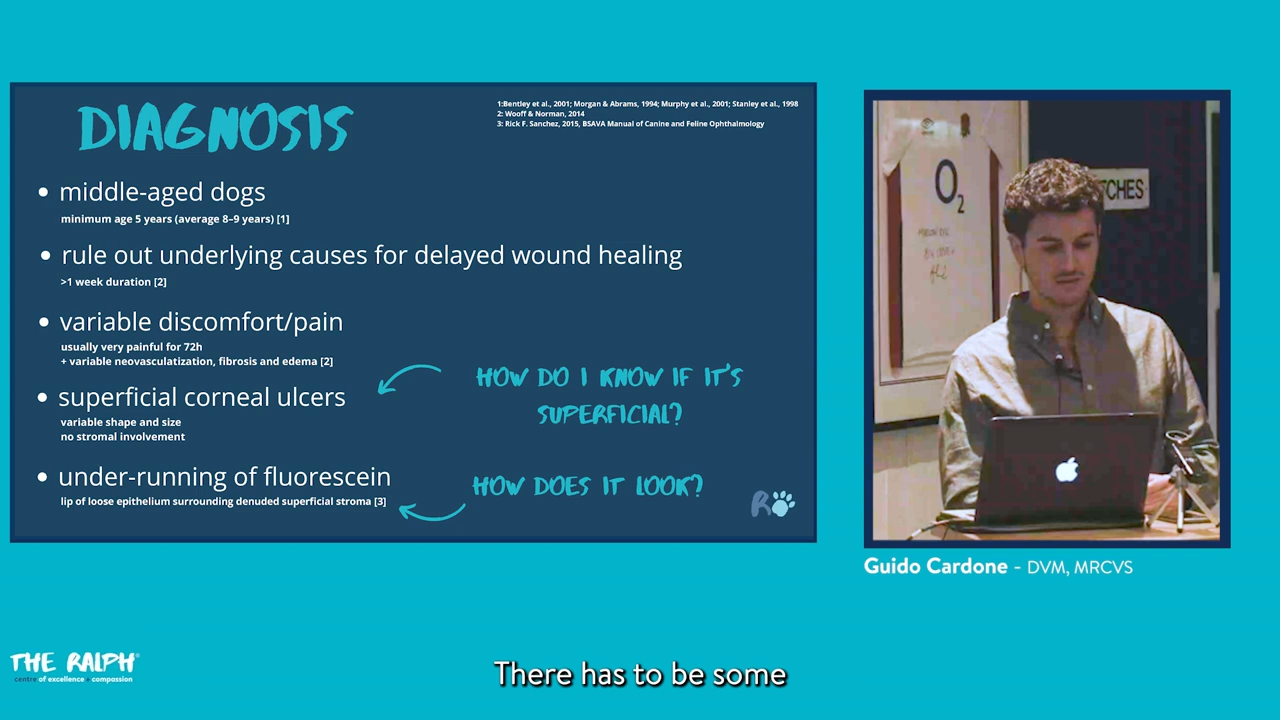 DIAGNOSIS
1:Bentley et al., 2001; Morgan & Abrams, 1994; Murphy et al., 2001; Stanley et al., 1998
2: Wooff & Norman, 2014
3: Rick F. Sanchez, 2015, BSAVA Manual of Canine and Feline Ophthalmology
• middle-aged dogs
minimum age 5 years (average 8–9 years) [1]
• rule out underlying causes for delayed wound healing
>1 week duration [2]
• variable discomfort/pain
usually very painful for 72h
+ variable neovasculatization, fibrosis and edema [2]
• superficial corneal ulcers
variable shape and size
no stromal involvement
HOW DO I KNOW IF IT'S
SUPERFICIAL?
• under-running of fluorescein
lip of loose epithelium surrounding denuded superficial stroma [3]
HOW DOES IT LOOK?
R
O2
TCHES
Guido Cardone - DVM, MRCVS
THE RALPH
centre of excellence + compassion
There has to be some